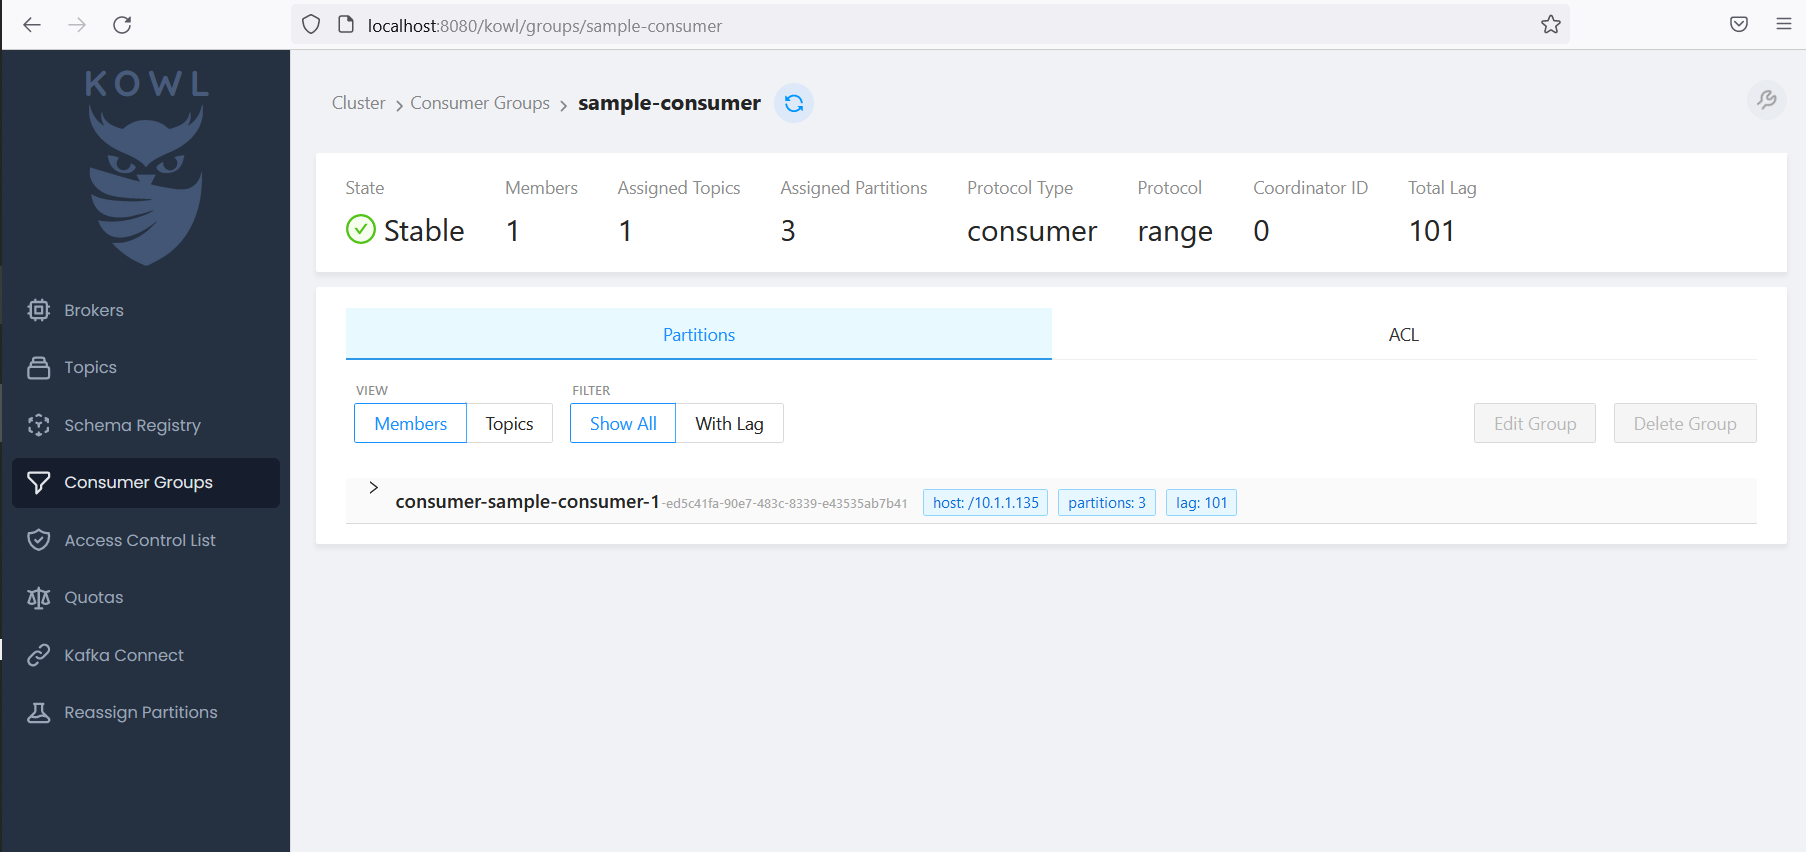 localhost:8080/kowl/groups/sample-consumer
KOWL
Brokers
Topics
Schema Registry
Consumer Groups
Access Control List
Quotas
Kafka Connect
Reassign Partitions
Cluster > Consumer Groups > sample-consumer
State Members Assigned Topics Assigned Partitions Protocol Type Protocol Coordinator ID Total Lag
Stable 1 1 3 consumer range 0 101
Partitions ACL
VIEW FILTER
Members Topics Show All With Lag Edit Group Delete Group
consumer-sample-consumer-1-ed5c41fa-90e7-483c-8339-e43535ab7b41 host: /10.1.1.135 partitions: 3 lag: 101